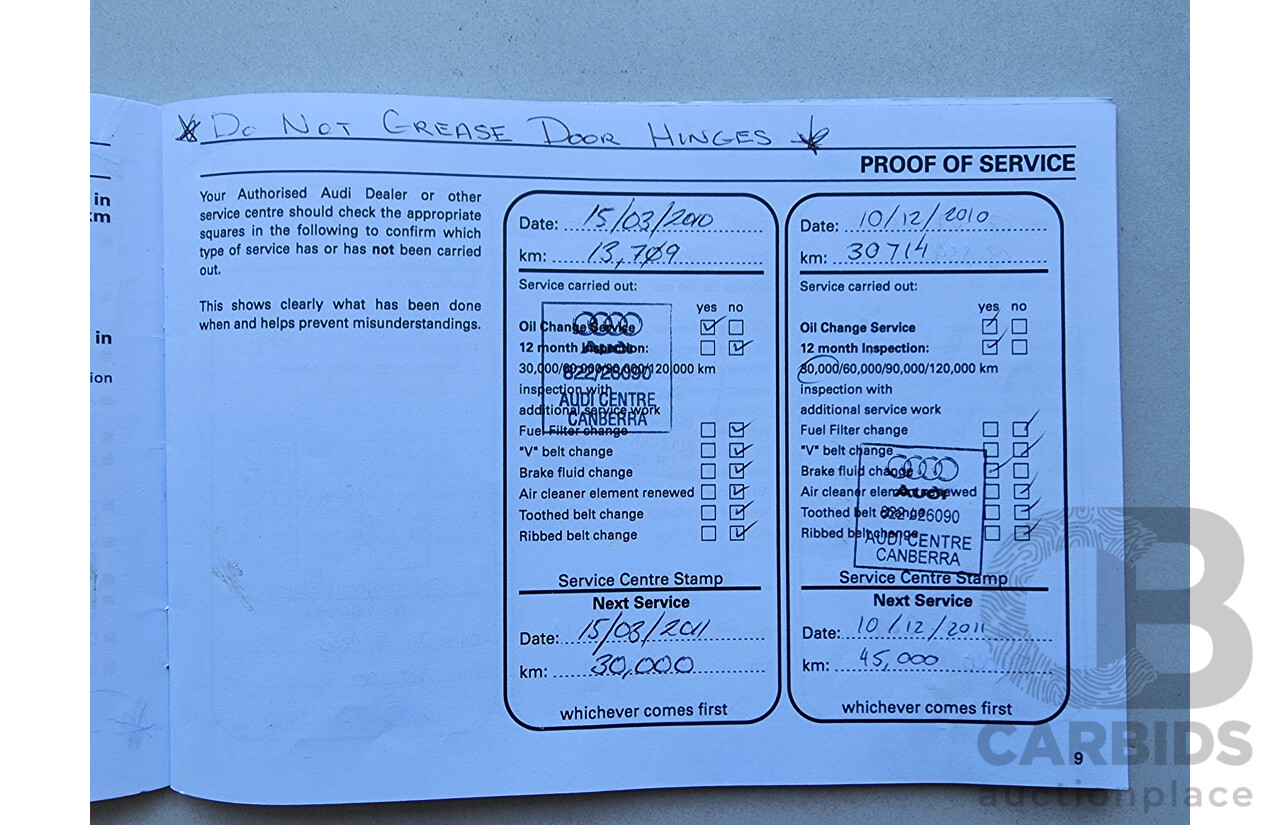 Do NOT GREASE DOOR HINGES
PROOF OF SERVICE
in
km
in
ion
Your Authorised Audi Dealer or other
service centre should check the appropriate
squares in the following to confirm which
type of service has or has not been carried
out.
This shows clearly what has been done
when and helps prevent misunderstandings.
Date: 15/03/2010
km: 13,709
Service carried out:
yes no
Oil Change Service
12 month Inspection:
30,000/60,000/90,000/120,000 km
inspection with
additional service work
Fuel Filter change
"V" belt change
Brake fluid change
Air cleaner element renewed
Toothed belt change
Ribbed belt change
Audi
622/26090
AUDI CENTRE
CANBERRA
Service Centre Stamp
Next Service
Date: 15/03/2011
km: 30,000
whichever comes first
Date: 10/12/2010
km: 30714
Service carried out:
yes no
Oil Change Service
12 month Inspection:
30,000/60,000/90,000/120,000 km
inspection with
additional service work
Fuel Filter change
"V" belt change
Brake fluid change
Air cleaner element renewed
Toothed belt change
Ribbed belt change
Audi
622/26090
AUDI CENTRE
CANBERRA
Service Centre Stamp
Next Service
Date: 10/12/2011
km: 45,000
whichever comes first
9
CB
CARBIDS
auctionplace